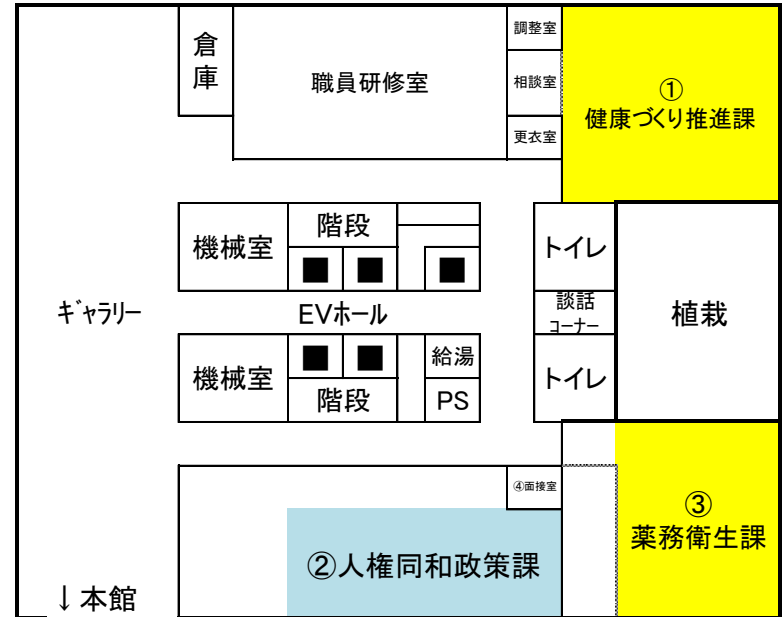 倉
庫
職員研修室
調整室
相談室
更衣室
①
健康づくり推進課
機械室
階段
トイレ
ギャラリー
EVホール
談話
コーナー
植栽
機械室
階段
給湯
PS
トイレ
④面接室
②人権同和政策課
③
薬務衛生課
↓本館